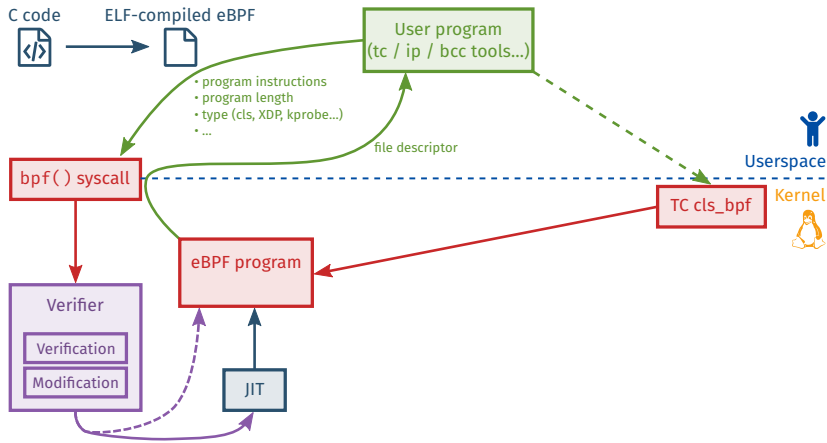 C code
ELF-compiled eBPF
User program
(tc / ip / bcc tools...)
• program instructions
• program length
• type (cls, XDP, kprobe...)
• ...
file descriptor
Userspace
bpf() syscall
Kernel
TC cls_bpf
eBPF program
Verifier
Verification
Modification
JIT